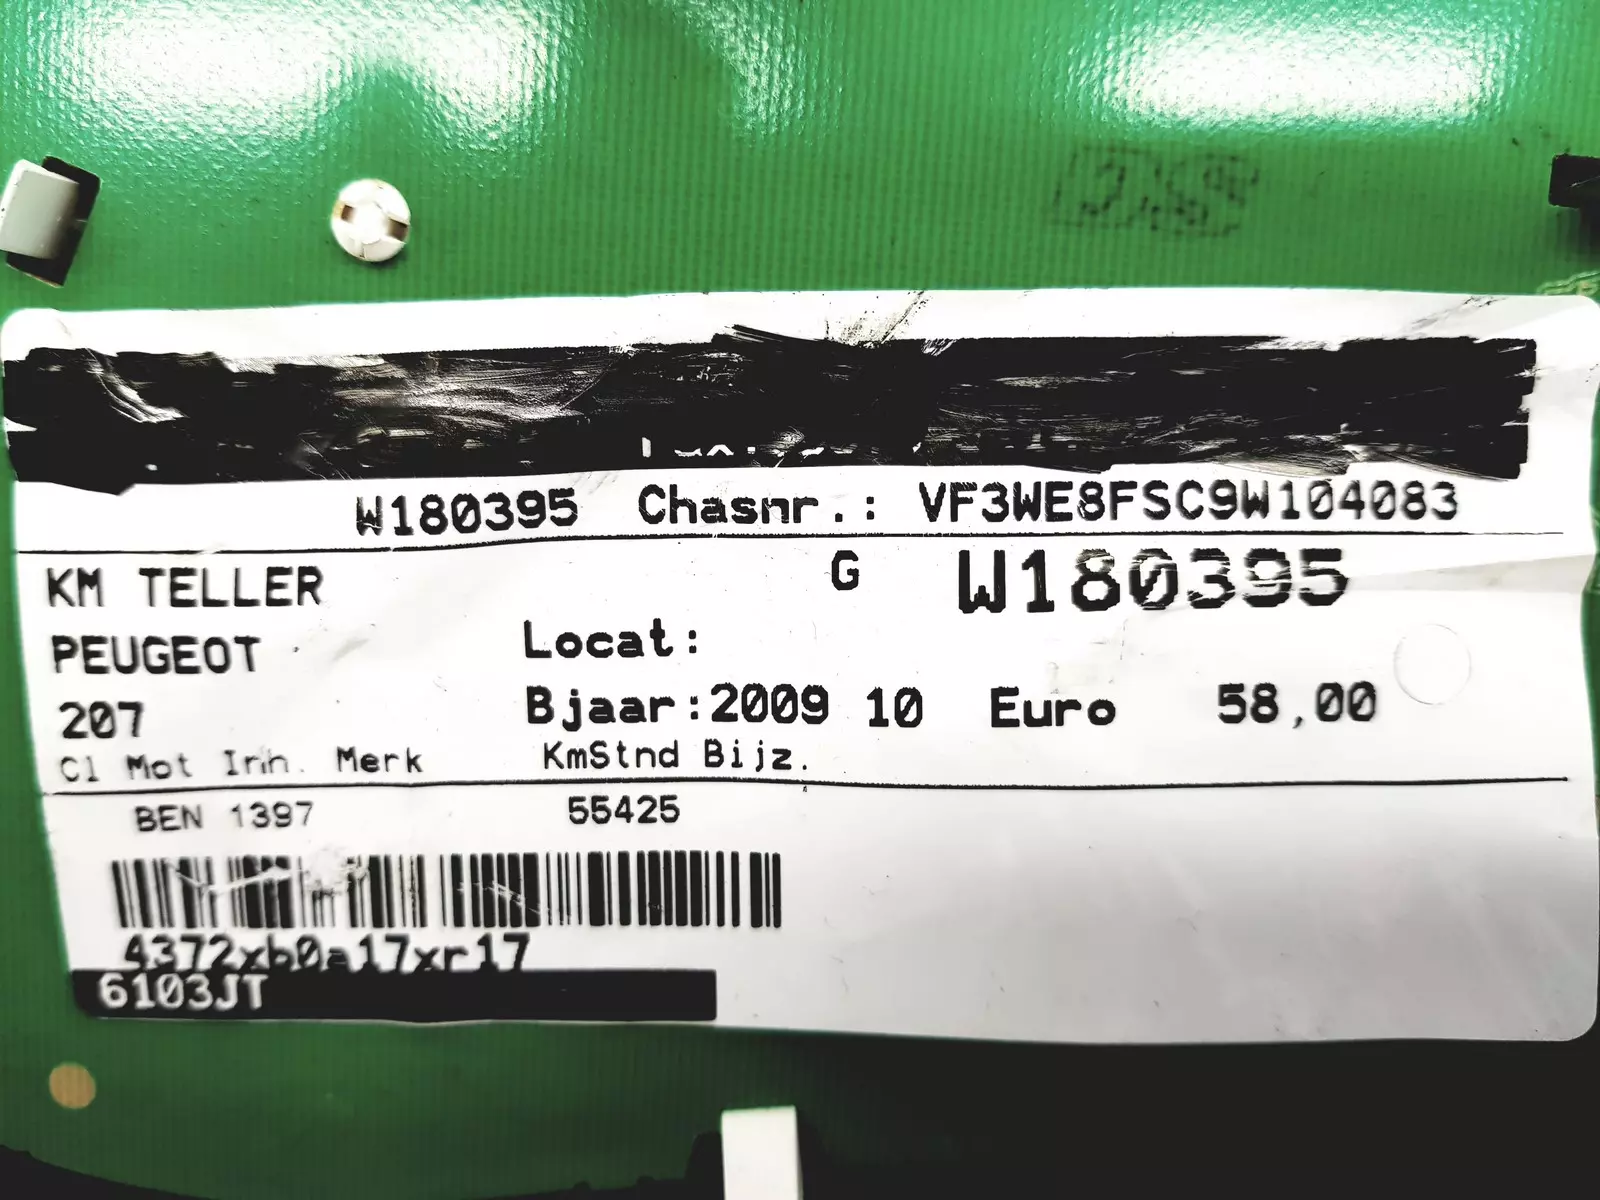 W180395 Chasnr.: VF3WE8FSC9W104083
KM TELLER G W180395
PEUGEOT Locat:
207 Bjaar:2009 10 Euro 58,00
Cl Mot Inh. Merk KmStnd Bijz.
BEN 1397 55425
4372xb0a17xr17
6103JT